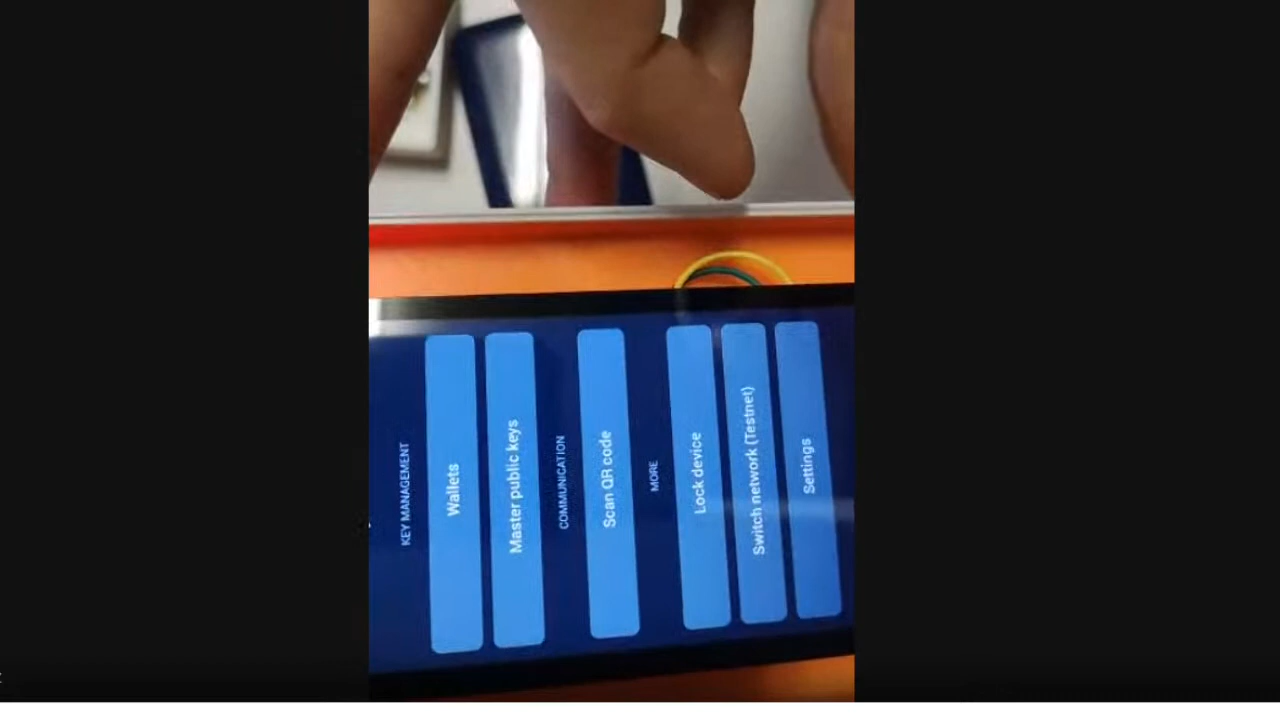 KEY MANAGEMENT
Wallets
Master public keys
COMMUNICATION
Scan QR code
MORE
Lock device
Switch network (Testnet)
Settings